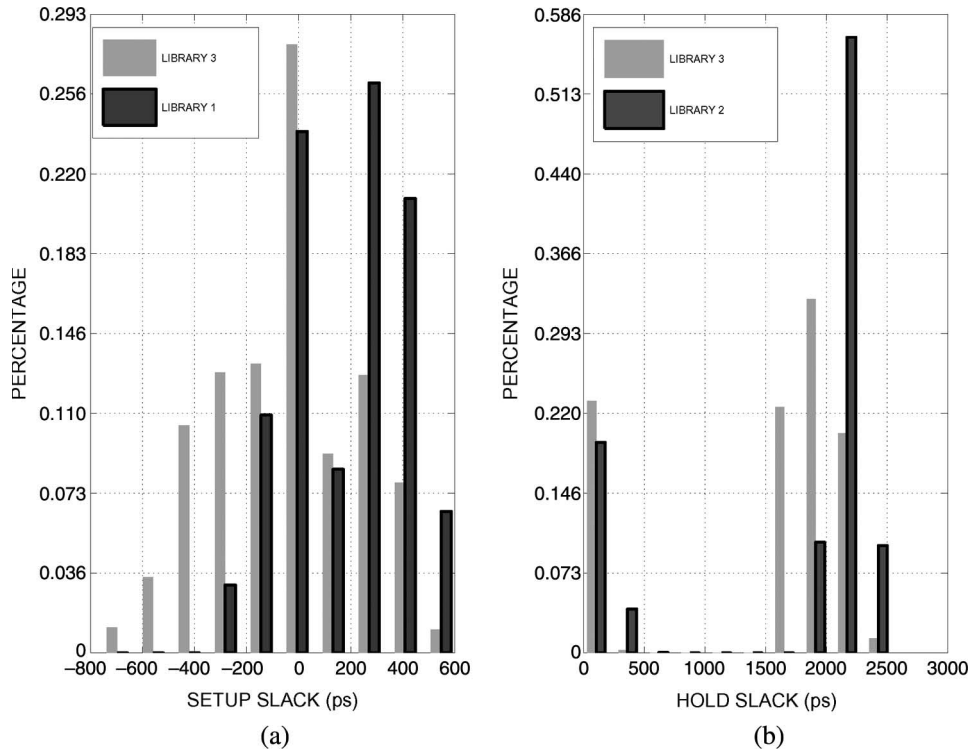 0.293
0.256
0.220
0.183
0.146
0.110
0.073
0.036
0
PERCENTAGE
LIBRARY 3
LIBRARY 1
–800 –600 –400 –200 0 200 400 600
SETUP SLACK (ps)
(a)
0.586
0.513
0.440
0.366
0.293
0.220
0.146
0.073
0
PERCENTAGE
LIBRARY 3
LIBRARY 2
0 500 1000 1500 2000 2500 3000
HOLD SLACK (ps)
(b)